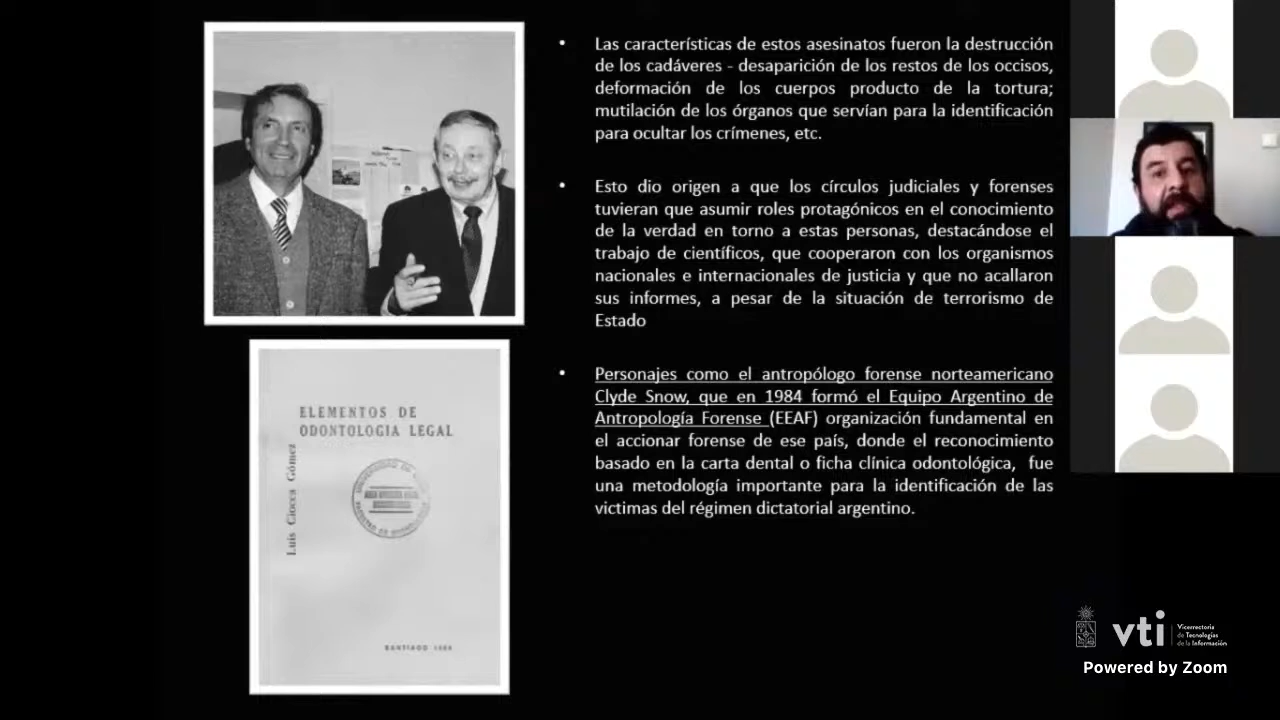 Las características de estos asesinatos fueron la destrucción
de los cadáveres - desaparición de los restos de los occisos,
deformación de los cuerpos producto de la tortura;
mutilación de los órganos que servían para la identificación
para ocultar los crímenes, etc.
Esto dio origen a que los círculos judiciales y forenses
tuvieran que asumir roles protagónicos en el conocimiento
de la verdad en torno a estas personas, destacándose el
trabajo de científicos, que cooperaron con los organismos
nacionales e internacionales de justicia y que no acallaron
sus informes, a pesar de la situación de terrorismo de
Estado
Personajes como el antropólogo forense norteamericano
Clyde Snow, que en 1984 formó el Equipo Argentino de
Antropología Forense (EEAF) organización fundamental en
el accionar forense de ese país, donde el reconocimiento
basado en la carta dental o ficha clínica odontológica, fue
una metodología importante para la identificación de las
victimas del régimen dictatorial argentino.
ELEMENTOS DE
ODONTOLOGIA LEGAL
Luis Ciocca Gómez
SANTIAGO
vti
Vicerrectoría
de Tecnologías
de la Información
Powered by Zoom